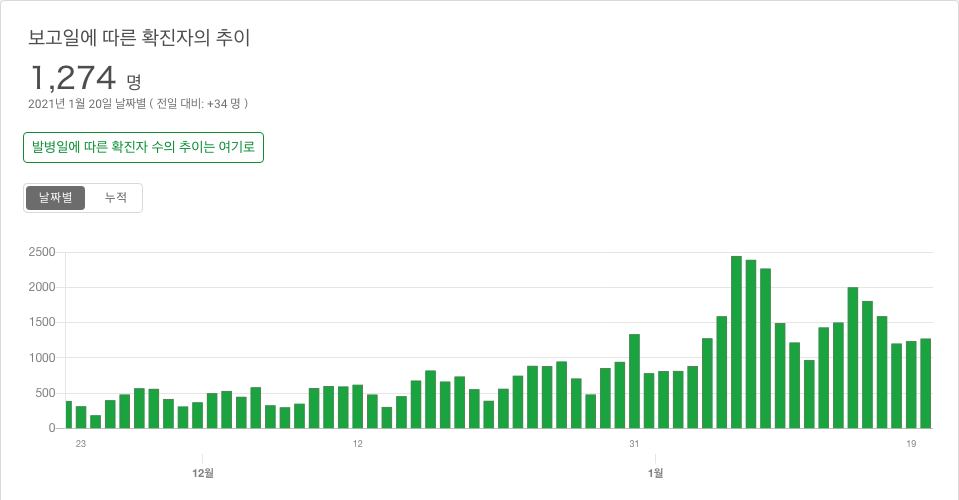 보고일에 따른 확진자의 추이
1,274 명
2021년 1월 20일 날짜별 ( 전일 대비: +34 명 )
발병일에 따른 확진자 수의 추이는 여기로
날짜별 누적
2500
2000
1500
1000
500
0
23 12 31 19
12월 1월